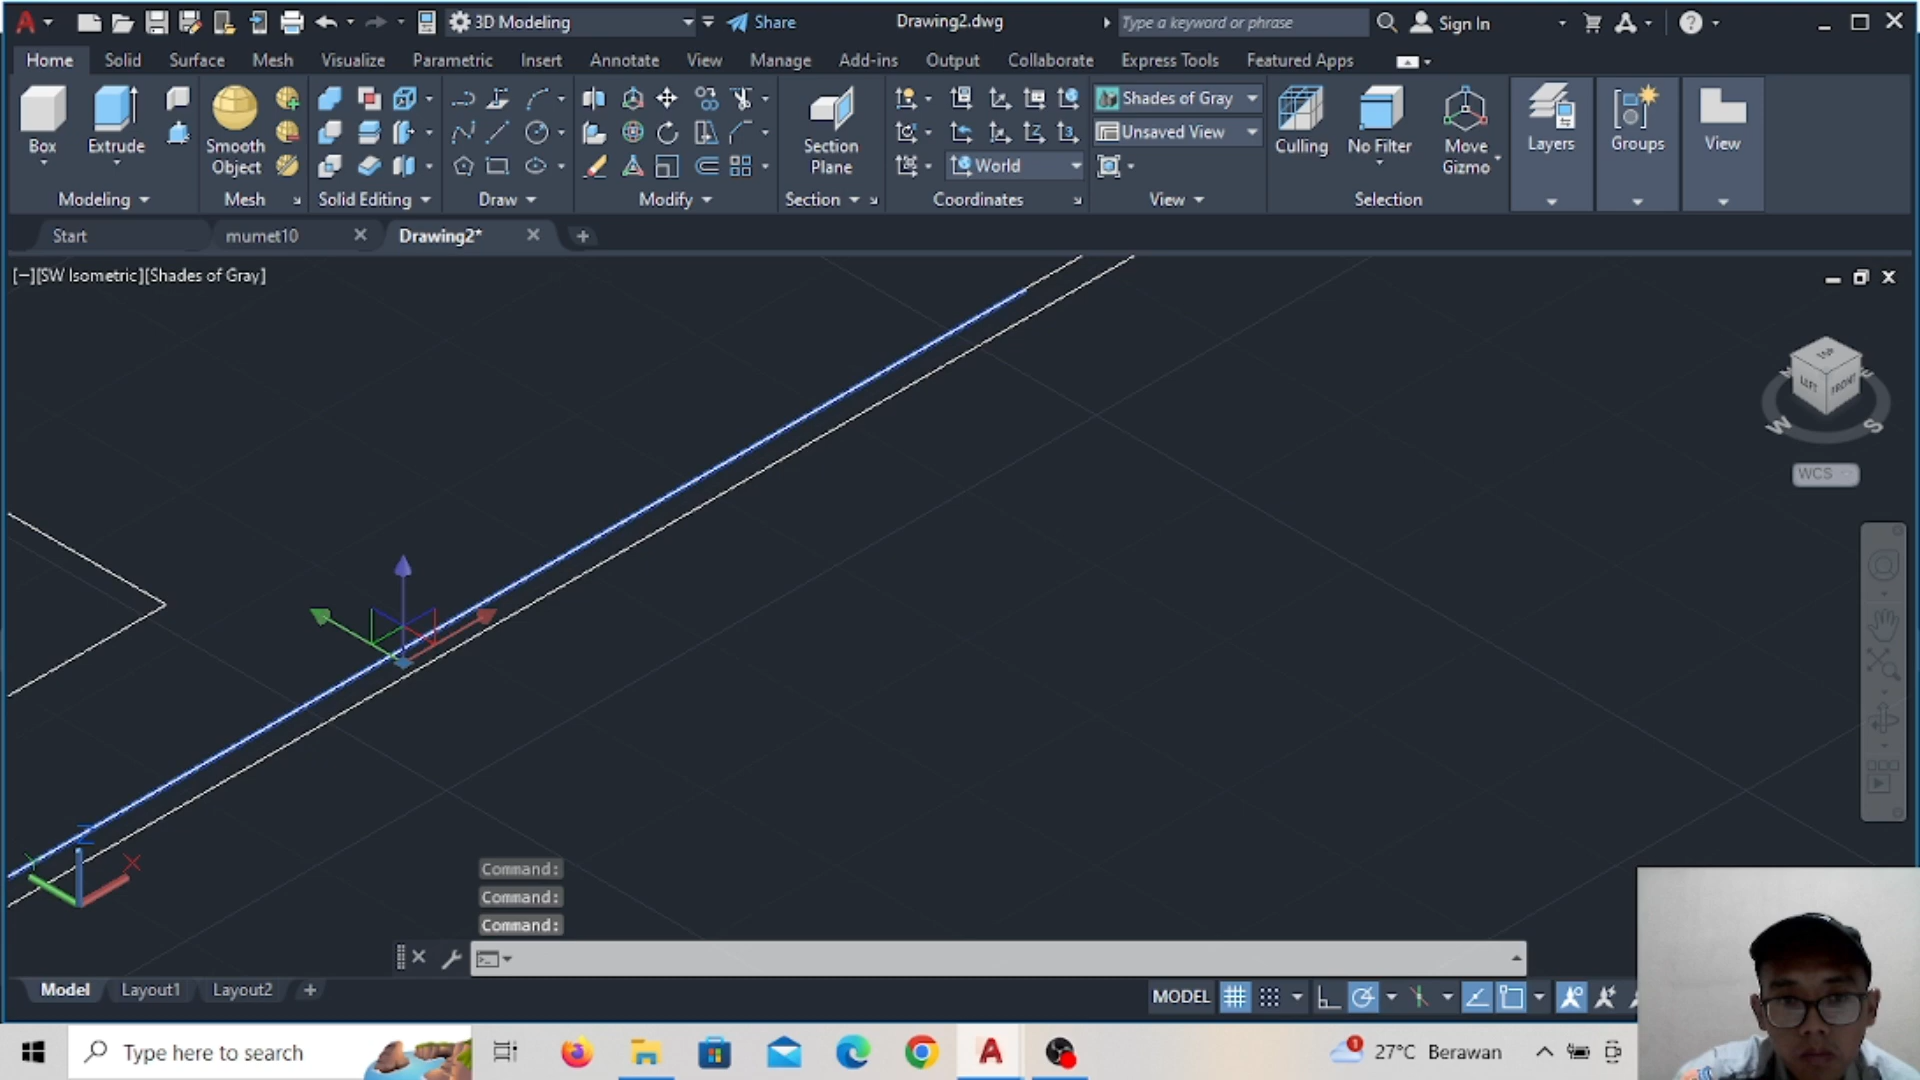 3D Modeling Share Drawing2.dwg Type a keyword or phrase Sign In
Home Solid Surface Mesh Visualize Parametric Annotate Insert View Manage Add-ins Output Collaborate Express Tools Featured Apps
Shades of Gray
Unsaved View
Box Extrude Smooth Object Section Plane World Culling No Filter Move Gizmo Layers Groups View
Modeling Mesh Solid Editing Draw Modify Section Coordinates View Selection
Start mumet10 Drawing2*
[−][SW Isometric][Shades of Gray]
TOP
LEFT FRONT
W S
WCS
Z
X
Command:
Command:
Command:
Model Layout1 Layout2
MODEL
Type here to search 1 27°C Berawan